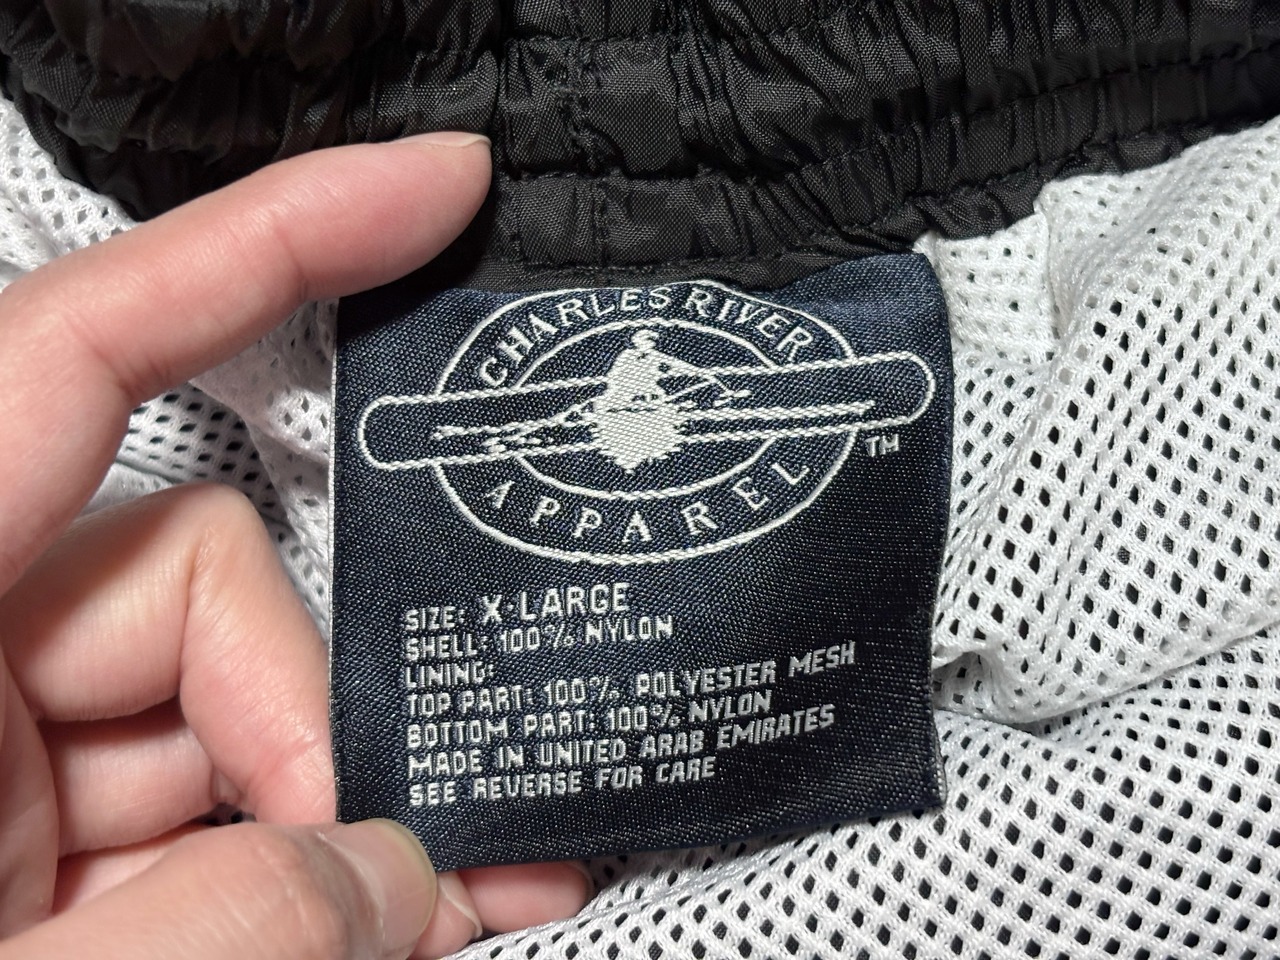 CHARLES RIVER
APPAREL
TM
SIZE: X-LARGE
SHELL: 100% NYLON
LINING:
TOP PART: 100% POLYESTER MESH
BOTTOM PART: 100% NYLON
MADE IN UNITED ARAB EMIRATES
SEE REVERSE FOR CARE